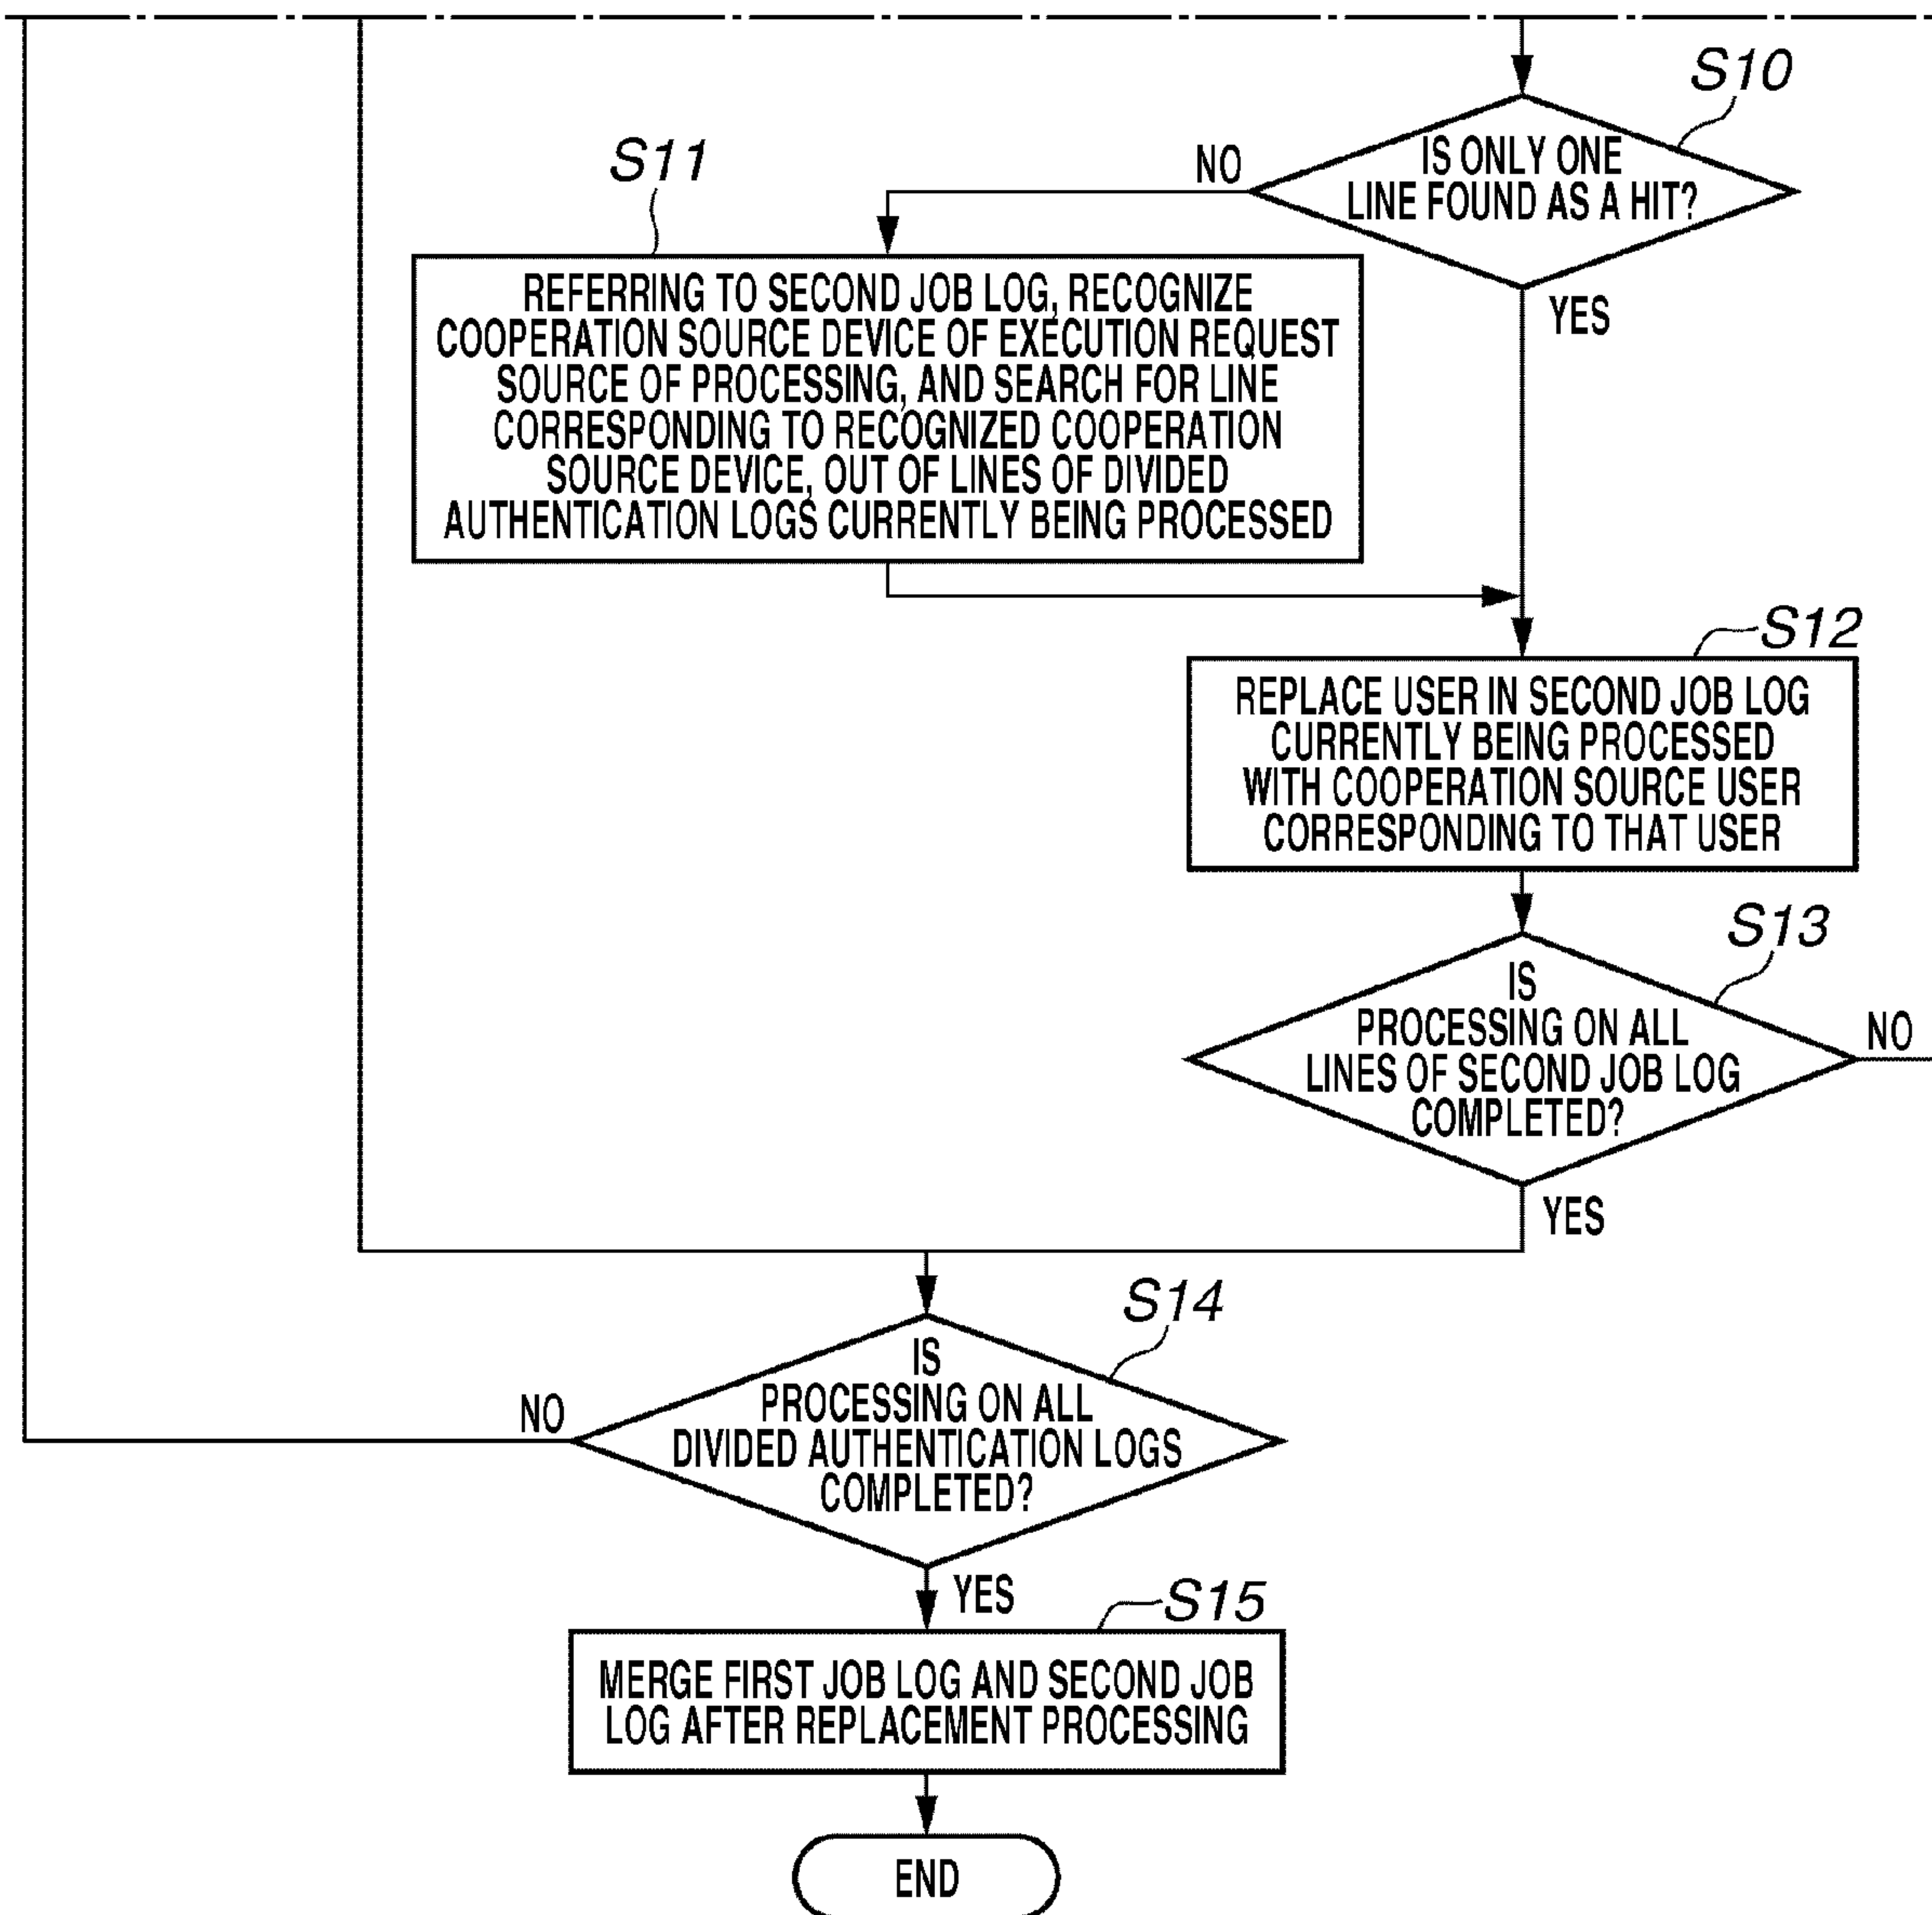 S10
IS ONLY ONE
LINE FOUND AS A HIT?
NO
YES
S11
REFERRING TO SECOND JOB LOG, RECOGNIZE
COOPERATION SOURCE DEVICE OF EXECUTION REQUEST
SOURCE OF PROCESSING, AND SEARCH FOR LINE
CORRESPONDING TO RECOGNIZED COOPERATION
SOURCE DEVICE, OUT OF LINES OF DIVIDED
AUTHENTICATION LOGS CURRENTLY BEING PROCESSED
S12
REPLACE USER IN SECOND JOB LOG
CURRENTLY BEING PROCESSED
WITH COOPERATION SOURCE USER
CORRESPONDING TO THAT USER
S13
IS
PROCESSING ON ALL
LINES OF SECOND JOB LOG
COMPLETED?
NO
YES
S14
IS
PROCESSING ON ALL
DIVIDED AUTHENTICATION LOGS
COMPLETED?
NO
YES
S15
MERGE FIRST JOB LOG AND SECOND JOB
LOG AFTER REPLACEMENT PROCESSING
END